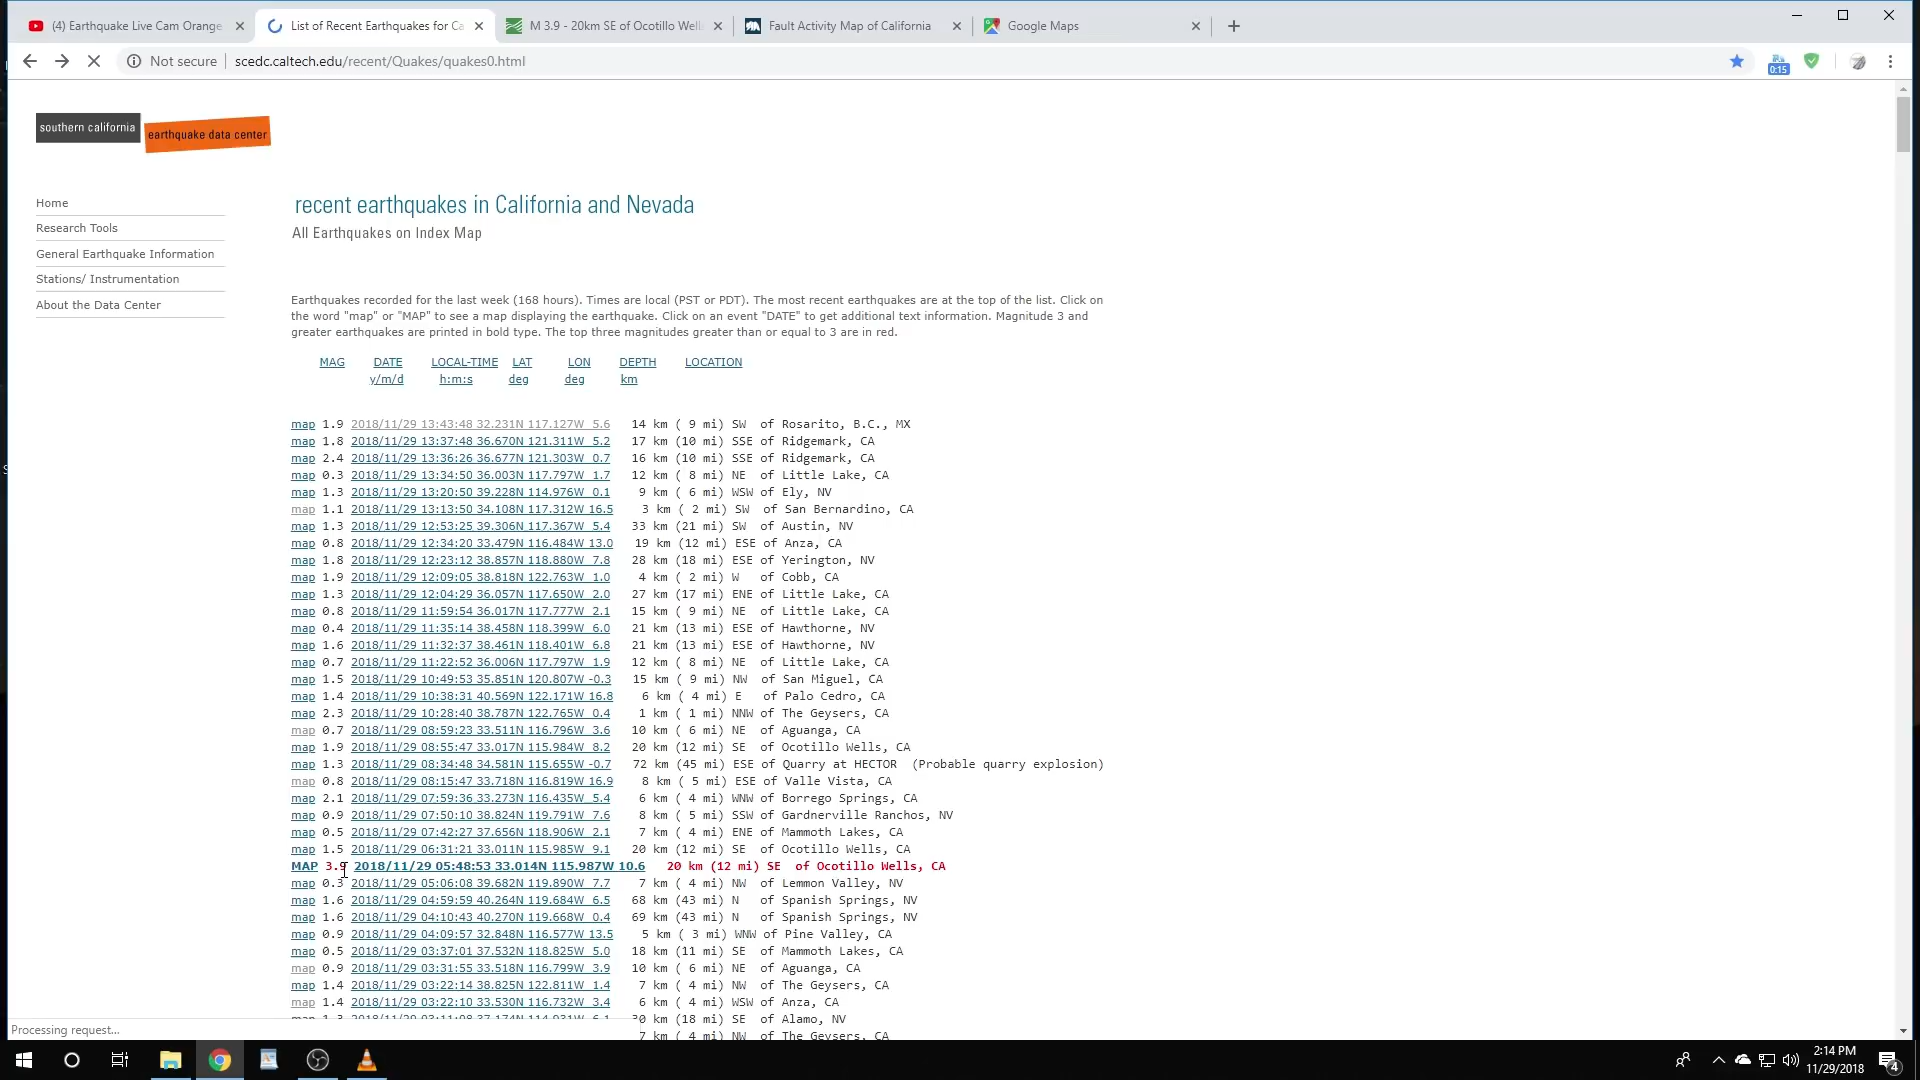 (4) Earthquake Live Cam Orange
List of Recent Earthquakes for Ca
M 3.9 - 20km SE of Ocotillo Wells
Fault Activity Map of California
Google Maps
Not secure scedc.caltech.edu/recent/Quakes/quakes0.html
0:15
southern california
earthquake data center
Home
Research Tools
General Earthquake Information
Stations/ Instrumentation
About the Data Center
recent earthquakes in California and Nevada
All Earthquakes on Index Map
Earthquakes recorded for the last week (168 hours). Times are local (PST or PDT). The most recent earthquakes are at the top of the list. Click on
the word "map" or "MAP" to see a map displaying the earthquake. Click on an event "DATE" to get additional text information. Magnitude 3 and
greater earthquakes are printed in bold type. The top three magnitudes greater than or equal to 3 are in red.
MAG DATE LOCAL-TIME LAT LON DEPTH LOCATION
y/m/d h:m:s deg deg km
map 1.9 2018/11/29 13:43:48 32.231N 117.127W 5.6 14 km ( 9 mi) SW of Rosarito, B.C., MX
map 1.8 2018/11/29 13:37:48 36.670N 121.311W 5.2 17 km (10 mi) SSE of Ridgemark, CA
map 2.4 2018/11/29 13:36:26 36.677N 121.303W 0.7 16 km (10 mi) SSE of Ridgemark, CA
map 0.3 2018/11/29 13:34:50 36.003N 117.797W 1.7 12 km ( 8 mi) NE of Little Lake, CA
map 1.3 2018/11/29 13:20:50 39.228N 114.976W 0.1 9 km ( 6 mi) WSW of Ely, NV
map 1.1 2018/11/29 13:13:50 34.108N 117.312W 16.5 3 km ( 2 mi) SW of San Bernardino, CA
map 1.3 2018/11/29 12:53:25 39.306N 117.367W 5.4 33 km (21 mi) SW of Austin, NV
map 0.8 2018/11/29 12:34:20 33.479N 116.484W 13.0 19 km (12 mi) ESE of Anza, CA
map 1.8 2018/11/29 12:23:12 38.857N 118.880W 7.8 28 km (18 mi) ESE of Yerington, NV
map 1.9 2018/11/29 12:09:05 38.818N 122.763W 1.0 4 km ( 2 mi) W of Cobb, CA
map 1.3 2018/11/29 12:04:29 36.057N 117.650W 2.0 27 km (17 mi) ENE of Little Lake, CA
map 0.8 2018/11/29 11:59:54 36.017N 117.777W 2.1 15 km ( 9 mi) NE of Little Lake, CA
map 0.4 2018/11/29 11:35:14 38.458N 118.399W 6.0 21 km (13 mi) ESE of Hawthorne, NV
map 1.6 2018/11/29 11:32:37 38.461N 118.401W 6.8 21 km (13 mi) ESE of Hawthorne, NV
map 0.7 2018/11/29 11:22:52 36.006N 117.797W 1.9 12 km ( 8 mi) NE of Little Lake, CA
map 1.5 2018/11/29 10:49:53 35.851N 120.807W -0.3 15 km ( 9 mi) NW of San Miguel, CA
map 1.4 2018/11/29 10:38:31 40.569N 122.171W 16.8 6 km ( 4 mi) E of Palo Cedro, CA
map 2.3 2018/11/29 10:28:40 38.787N 122.765W 0.4 1 km ( 1 mi) NNW of The Geysers, CA
map 0.7 2018/11/29 08:59:23 33.511N 116.796W 3.6 10 km ( 6 mi) NE of Aguanga, CA
map 1.9 2018/11/29 08:55:47 33.017N 115.984W 8.2 20 km (12 mi) SE of Ocotillo Wells, CA
map 1.3 2018/11/29 08:34:48 34.581N 115.655W -0.7 72 km (45 mi) ESE of Quarry at HECTOR (Probable quarry explosion)
map 0.8 2018/11/29 08:15:47 33.718N 116.819W 16.9 8 km ( 5 mi) ESE of Valle Vista, CA
map 2.1 2018/11/29 07:59:36 33.273N 116.435W 5.4 6 km ( 4 mi) WNW of Borrego Springs, CA
map 0.9 2018/11/29 07:50:10 38.824N 119.791W 7.6 8 km ( 5 mi) SSW of Gardnerville Ranchos, NV
map 0.5 2018/11/29 07:42:27 37.656N 118.906W 2.1 7 km ( 4 mi) ENE of Mammoth Lakes, CA
map 1.5 2018/11/29 06:31:21 33.011N 115.985W 9.1 20 km (12 mi) SE of Ocotillo Wells, CA
MAP 3.9 2018/11/29 05:48:53 33.014N 115.987W 10.6 20 km (12 mi) SE of Ocotillo Wells, CA
map 0.3 2018/11/29 05:06:08 39.682N 119.890W 7.7 7 km ( 4 mi) NW of Lemmon Valley, NV
map 1.6 2018/11/29 04:59:59 40.264N 119.684W 6.5 68 km (43 mi) N of Spanish Springs, NV
map 1.6 2018/11/29 04:10:43 40.270N 119.668W 0.4 69 km (43 mi) N of Spanish Springs, NV
map 0.9 2018/11/29 04:09:57 32.848N 116.577W 13.5 5 km ( 3 mi) WNW of Pine Valley, CA
map 0.5 2018/11/29 03:37:01 37.532N 118.825W 5.0 18 km (11 mi) SE of Mammoth Lakes, CA
map 0.9 2018/11/29 03:31:55 33.518N 116.799W 3.9 10 km ( 6 mi) NE of Aguanga, CA
map 1.4 2018/11/29 03:22:14 38.825N 122.811W 1.4 7 km ( 4 mi) NW of The Geysers, CA
map 1.4 2018/11/29 03:22:10 33.530N 116.732W 3.4 6 km ( 4 mi) WSW of Anza, CA
map 1.3 2018/11/29 03:11:08 37.174N 114.931W 6.1 30 km (18 mi) SE of Alamo, NV
7 km ( 4 mi) NW of The Geysers, CA
Processing request...
2:14 PM
11/29/2018
4